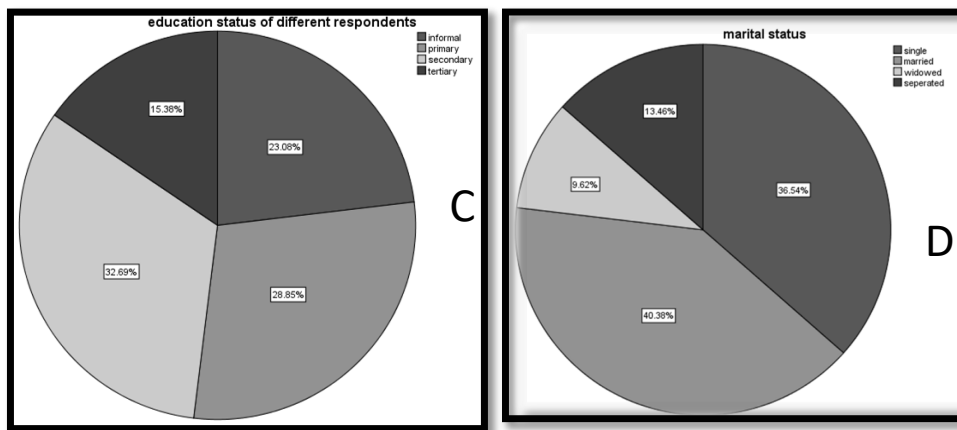 education status of different respondents
informal
primary
secondary
tertiary
15.38%
23.08%
32.69%
28.85%
C
marital status
single
married
widowed
seperated
13.46%
36.54%
9.62%
40.38%
D